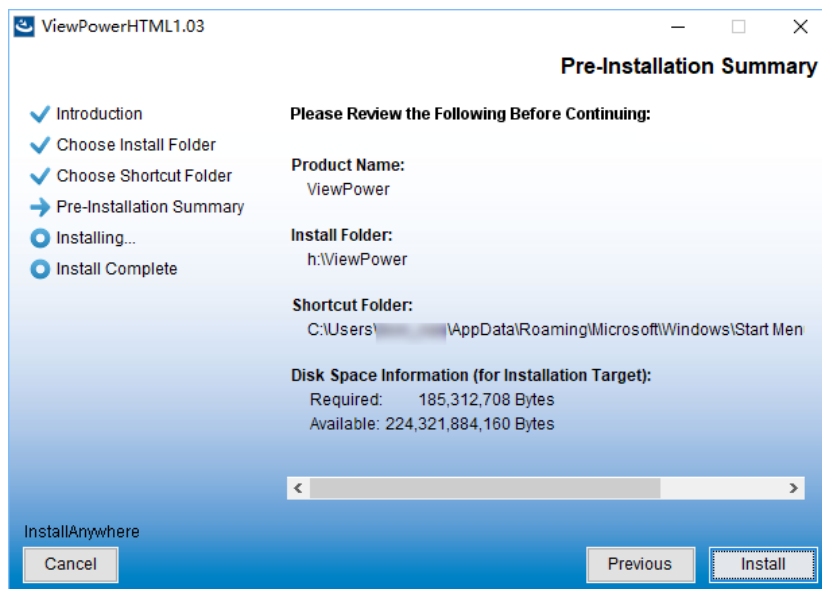 ViewPowerHTML1.03
Pre-Installation Summary
Introduction
Choose Install Folder
Choose Shortcut Folder
Pre-Installation Summary
Installing...
Install Complete
Please Review the Following Before Continuing:
Product Name:
ViewPower
Install Folder:
h:\ViewPower
Shortcut Folder:
C:\Users\ \AppData\Roaming\Microsoft\Windows\Start Men
Disk Space Information (for Installation Target):
Required: 185,312,708 Bytes
Available: 224,321,884,160 Bytes
InstallAnywhere
Cancel
Previous
Install